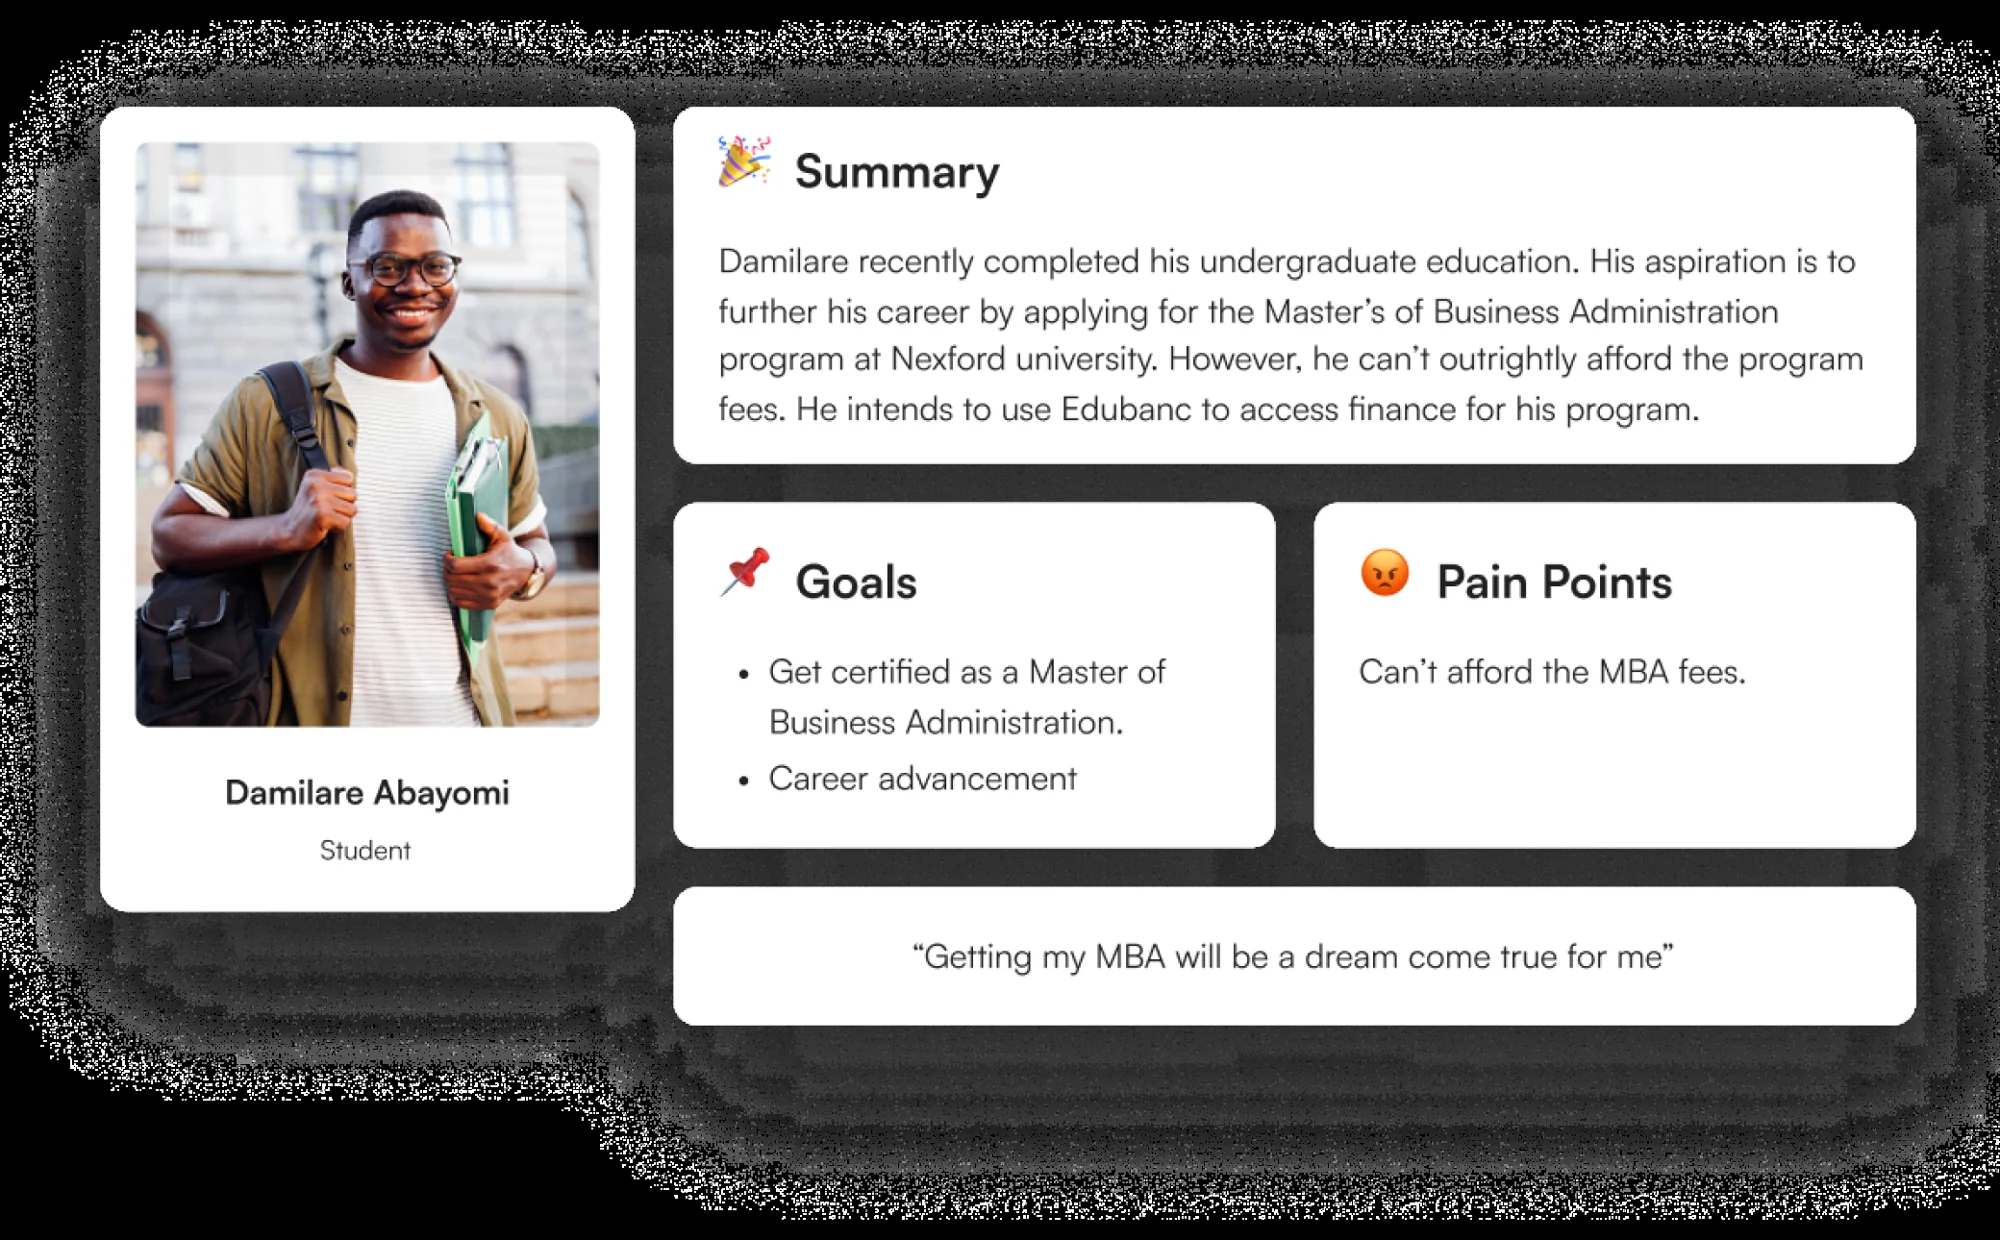 Damilare Abayomi
Student
Summary
Damilare recently completed his undergraduate education. His aspiration is to
further his career by applying for the Master’s of Business Administration
program at Nexford university. However, he can’t outrightly afford the program
fees. He intends to use Edubanc to access finance for his program.
Goals
• Get certified as a Master of
Business Administration.
• Career advancement
Pain Points
Can’t afford the MBA fees.
“Getting my MBA will be a dream come true for me”